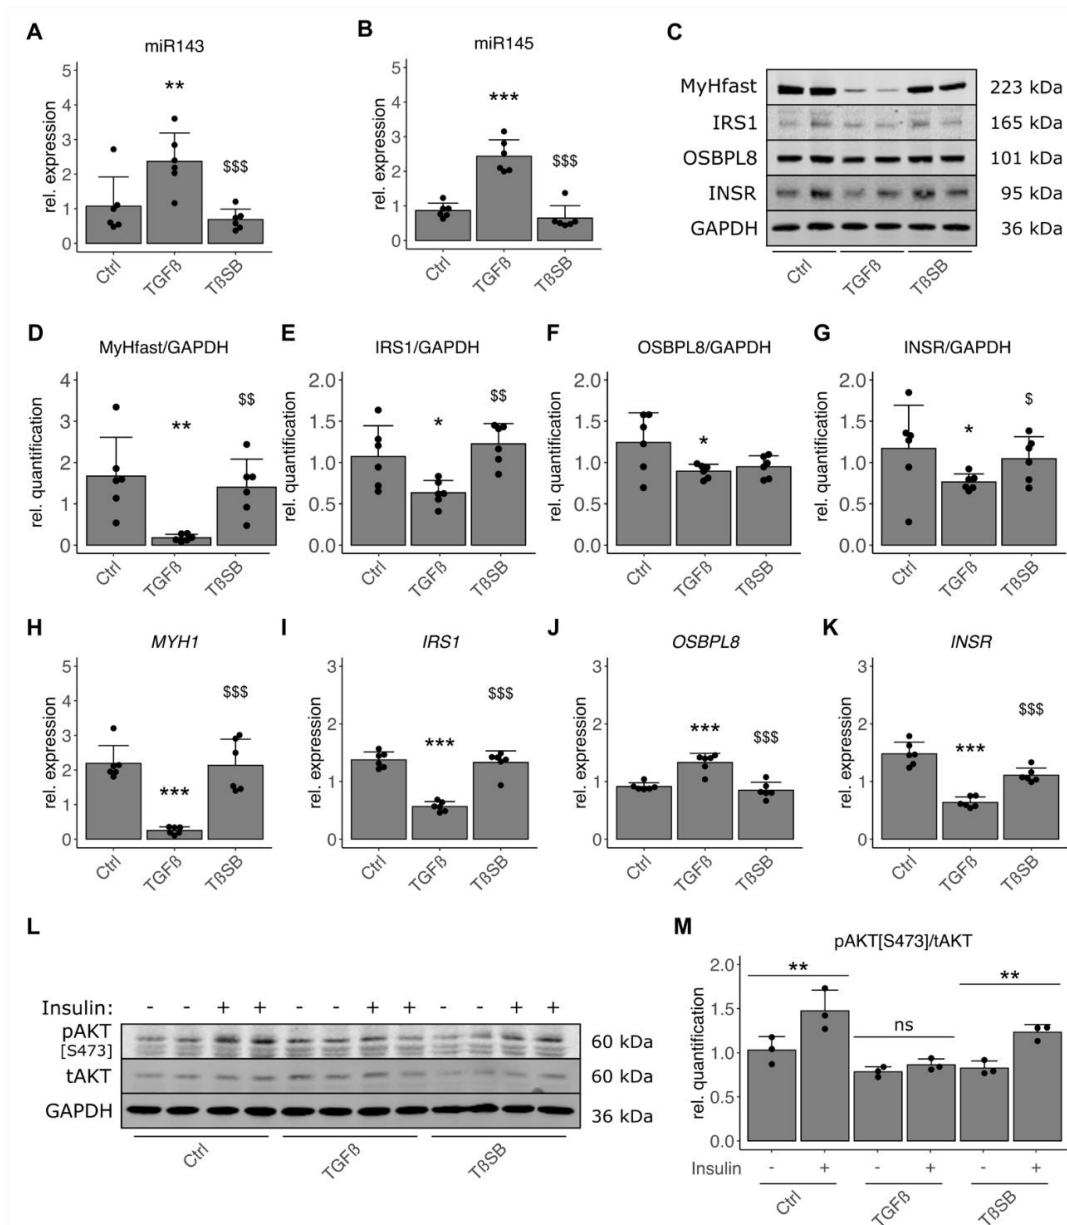 A
miR143
rel. expression
5
4
3
2
1
0
**
$$$
Ctrl
TGFß
TßSB
B
miR145
rel. expression
5
4
3
2
1
0
***
$$$
Ctrl
TGFß
TßSB
C
MyHfast 223 kDa
IRS1 165 kDa
OSBPL8 101 kDa
INSR 95 kDa
GAPDH 36 kDa
Ctrl
TGFß
TßSB
D
MyHfast/GAPDH
rel. quantification
4
3
2
1
0
**
$$
Ctrl
TGFß
TßSB
E
IRS1/GAPDH
rel. quantification
2.0
1.5
1.0
0.5
0.0
*
$$
Ctrl
TGFß
TßSB
F
OSBPL8/GAPDH
rel. quantification
2.0
1.5
1.0
0.5
0.0
*
Ctrl
TGFß
TßSB
G
INSR/GAPDH
rel. quantification
2.0
1.5
1.0
0.5
0.0
*
$
Ctrl
TGFß
TßSB
H
MYH1
rel. expression
5
4
3
2
1
0
***
$$$
Ctrl
TGFß
TßSB
I
IRS1
rel. expression
3
2
1
0
***
$$$
Ctrl
TGFß
TßSB
J
OSBPL8
rel. expression
3
2
1
0
***
$$$
Ctrl
TGFß
TßSB
K
INSR
rel. expression
3
2
1
0
***
$$$
Ctrl
TGFß
TßSB
L
Insulin: - - + + - - + + - - + +
pAKT
[S473]
60 kDa
tAKT 60 kDa
GAPDH 36 kDa
Ctrl
TGFß
TßSB
M
pAKT[S473]/tAKT
rel. quantification
2.0
1.5
1.0
0.5
0.0
**
ns
**
Insulin - + - + - +
Ctrl
TGFß
TßSB